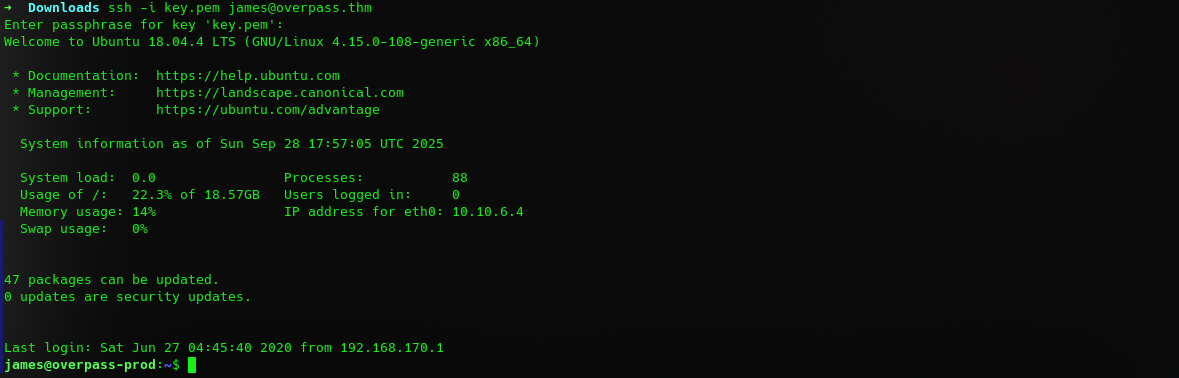 →  Downloads ssh -i key.pem james@overpass.thm
Enter passphrase for key 'key.pem':
Welcome to Ubuntu 18.04.4 LTS (GNU/Linux 4.15.0-108-generic x86_64)
 * Documentation:  https://help.ubuntu.com
 * Management:     https://landscape.canonical.com
 * Support:        https://ubuntu.com/advantage
  System information as of Sun Sep 28 17:57:05 UTC 2025
  System load:  0.0                Processes:           88
  Usage of /:   22.3% of 18.57GB   Users logged in:     0
  Memory usage: 14%                IP address for eth0: 10.10.6.4
  Swap usage:   0%
47 packages can be updated.
0 updates are security updates.
Last login: Sat Jun 27 04:45:40 2020 from 192.168.170.1
james@overpass-prod:~$